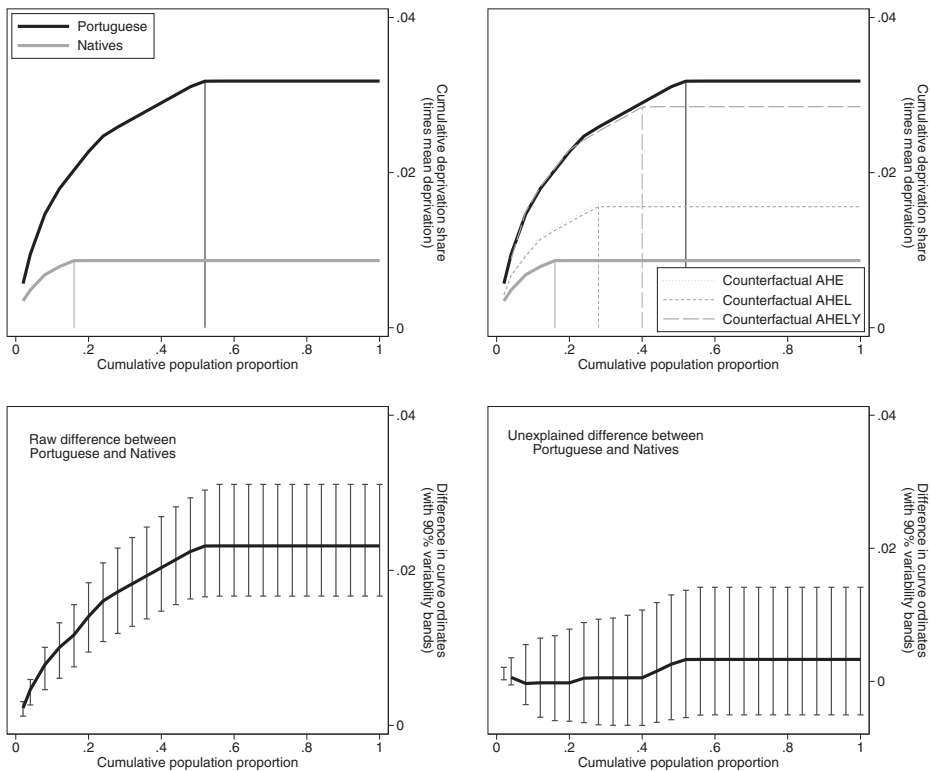 Portuguese
Natives
.04
.02
0
Cumulative deprivation share
(times mean deprivation)
0 .2 .4 .6 .8 1
Cumulative population proportion
.04
.02
0
Cumulative deprivation share
(times mean deprivation)
Counterfactual AHE
Counterfactual AHEL
Counterfactual AHELY
0 .2 .4 .6 .8 1
Cumulative population proportion
Raw difference between
Portuguese and Natives
.04
.02
0
Difference in curve ordinates
(with 90% variability bands)
0 .2 .4 .6 .8 1
Cumulative population proportion
Unexplained difference between
Portuguese and Natives
.04
.02
0
Difference in curve ordinates
(with 90% variability bands)
0 .2 .4 .6 .8 1
Cumulative population proportion